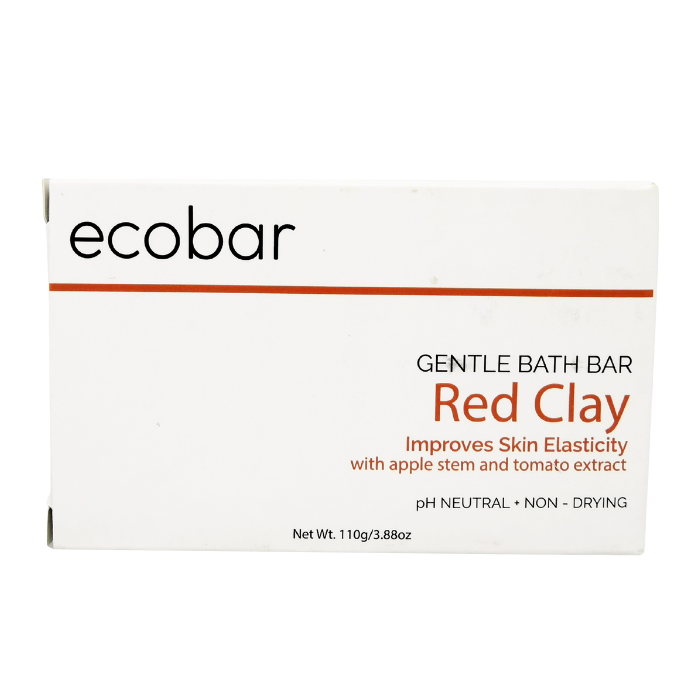 ecobar
GENTLE BATH BAR
Red Clay
Improves Skin Elasticity
with apple stem and tomato extract
pH NEUTRAL + NON - DRYING
Net Wt. 110g/3.88oz